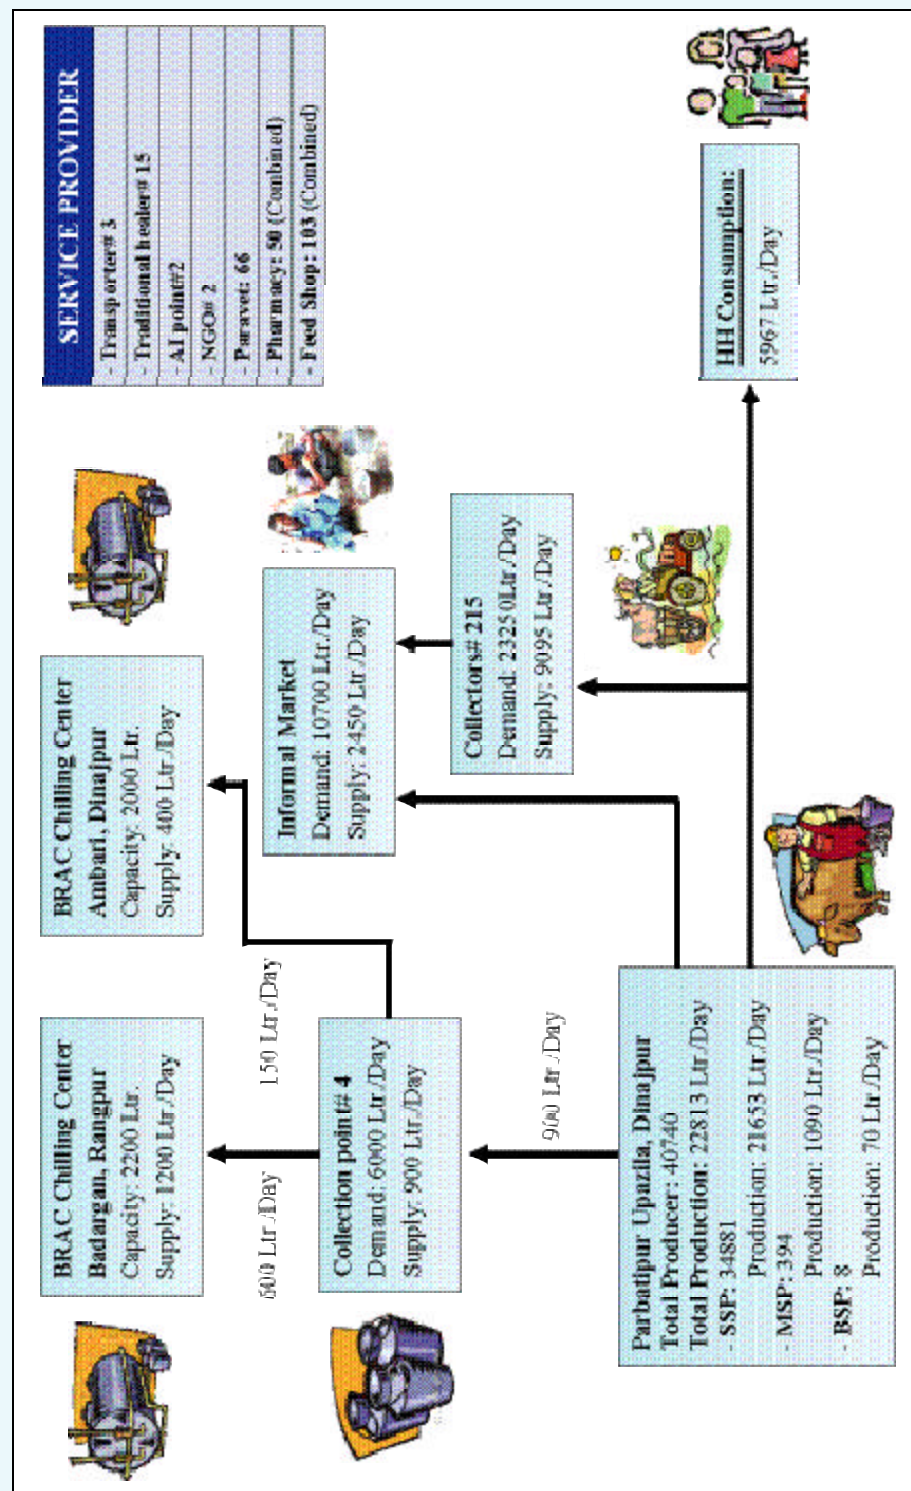 SERVICE PROVIDER
- Transporter# 3
- Traditional healer# 15
- AI point#2
- NGO# 2
- Paravet: 66
- Pharmacy: 50 (Combined)
- Feed Shop: 103 (Combined)
BRAC Chilling Center
Badargan, Rangpur
Capacity: 2200 Ltr.
Supply: 1200 Ltr./Day
BRAC Chilling Center
Ambari, Dinajpur
Capacity: 2000 Ltr.
Supply: 400 Ltr./Day
600 Ltr./Day
150 Ltr./Day
Informal Market
Demand: 10700 Ltr./Day
Supply: 2450 Ltr./Day
Collection point# 4
Demand: 6000 Ltr./Day
Supply: 900 Ltr./Day
Collectors# 215
Demand: 23250Ltr./Day
Supply: 9095 Ltr./Day
900 Ltr./Day
Parbatipur Upazila, Dinajpur
Total Producer: 40740
Total Production: 22813 Ltr./Day
- SSP: 34881
Production: 21653 Ltr./Day
- MSP: 394
Production: 1090 Ltr./Day
- BSP: 8
Production: 70 Ltr./Day
HH Consumption:
5967 Ltr./Day